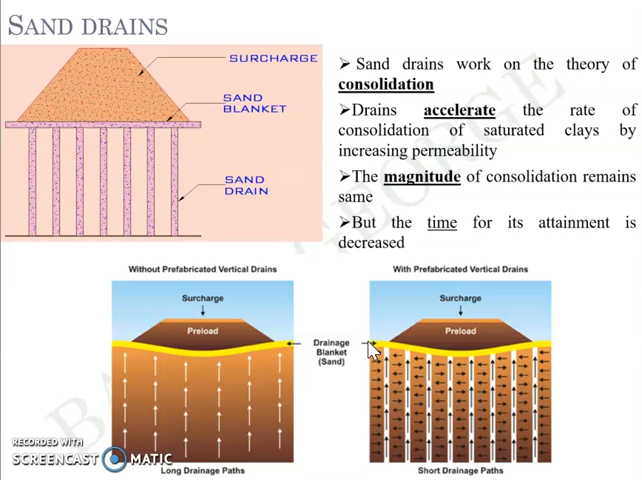 SAND DRAINS
SURCHARGE
SAND
BLANKET
SAND
DRAIN
➢ Sand drains work on the theory of
consolidation
➢Drains accelerate the rate of
consolidation of saturated clays by
increasing permeability
➢The magnitude of consolidation remains
same
➢But the time for its attainment is
decreased
Without Prefabricated Vertical Drains
With Prefabricated Vertical Drains
Surcharge
Surcharge
Preload
Preload
Drainage
Blanket
(Sand)
Long Drainage Paths
Short Drainage Paths
RECORDED WITH
SCREENCAST MATIC